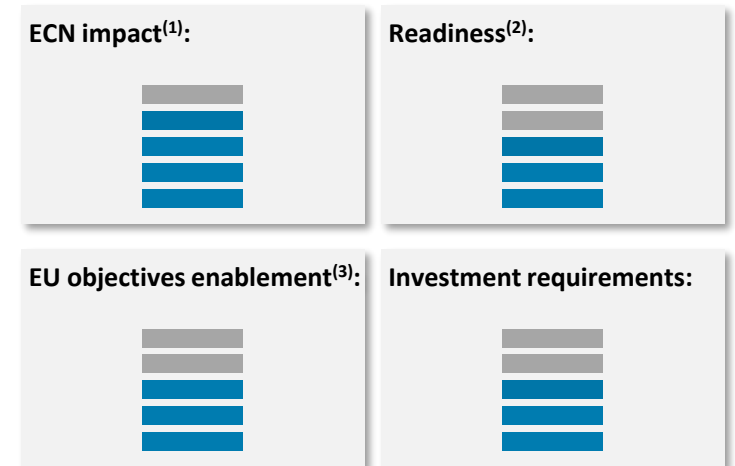 ECN impact(1):
Readiness(2):
EU objectives enablement(3):
Investment requirements: